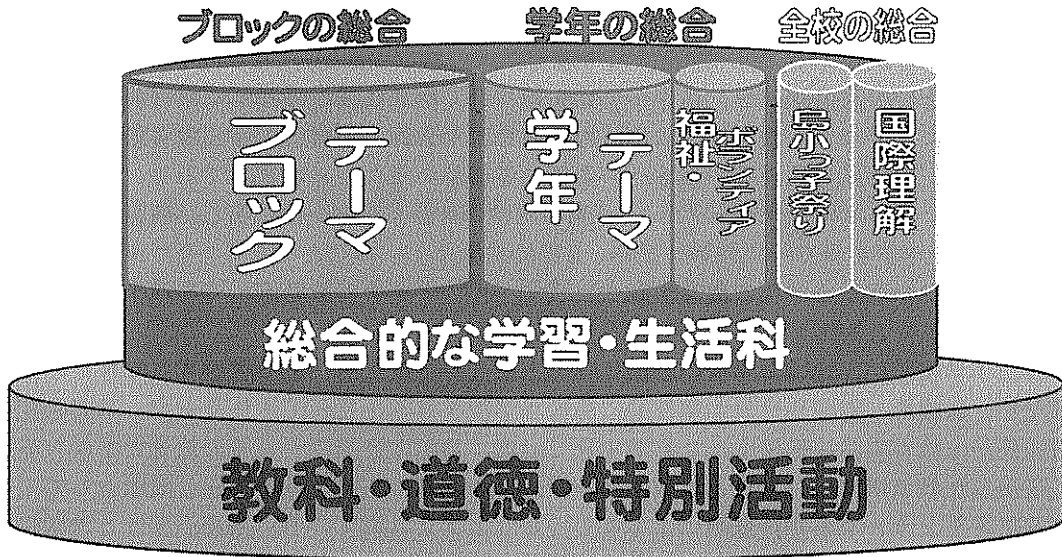 ブロックの総合
学年の総合
全校の総合
ブロック
テーマ
学年
テーマ
福祉・
ボランティア
島小っ子祭り
国際理解
総合的な学習・生活科
教科・道徳・特別活動